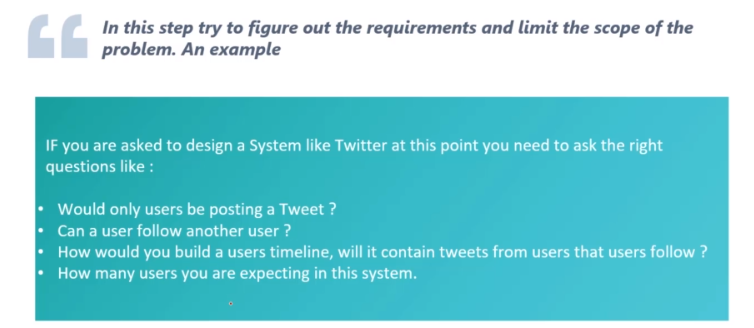 In this step try to figure out the requirements and limit the scope of the
problem. An example
IF you are asked to design a System like Twitter at this point you need to ask the right
questions like :
• Would only users be posting a Tweet ?
• Can a user follow another user ?
• How would you build a users timeline, will it contain tweets from users that users follow ?
• How many users you are expecting in this system.